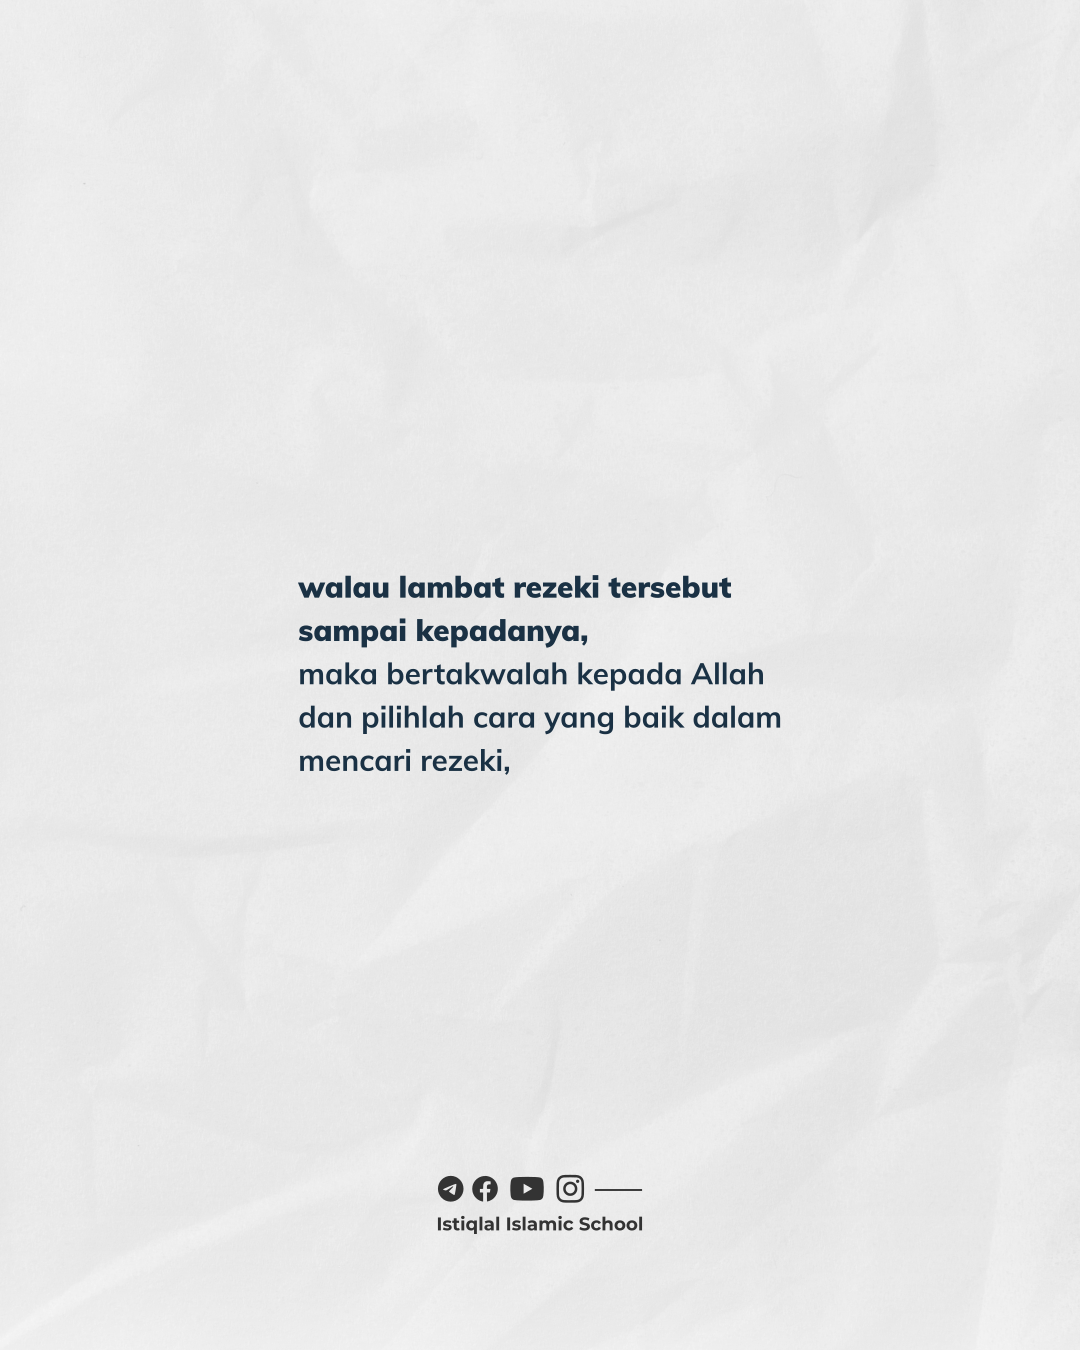 walau lambat rezeki tersebut
sampai kepadanya,
maka bertakwalah kepada Allah
dan pilihlah cara yang baik dalam
mencari rezeki,
Istiqlal Islamic School